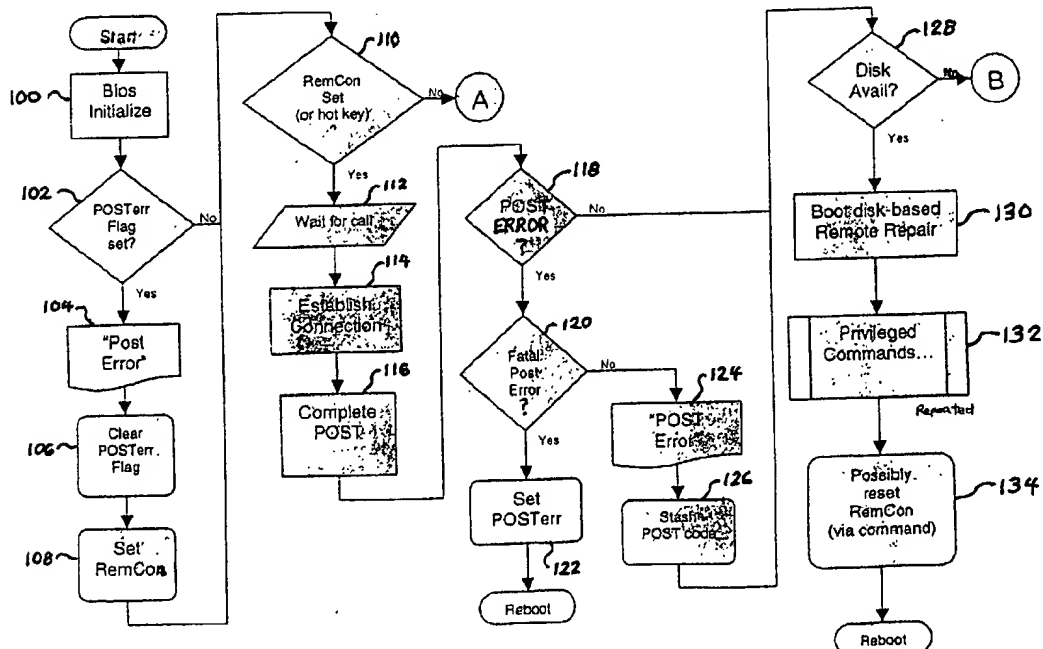 Start
100
Bios
Initialize
102
POSTerr
Flag
set?
No
Yes
104
"Post
Error"
106
Clear
POSTerr
Flag
108
Set
RemCon
110
RemCon
Set
(or hot key)
?
No
A
Yes
112
Wait for call
114
Establish
Connection
116
Complete
POST
118
POST
ERROR
?
No
Yes
120
Fatal
Post
Error
?
No
Yes
Set
POSTerr
122
Reboot
124
"POST
Error
126
Stash
POST code
128
Disk
Avail?
No
B
Yes
Boot disk-based
Remote Repair
130
Privileged
Commands...
132
Repeated
Possibly
reset
RemCon
(via command)
134
Reboot